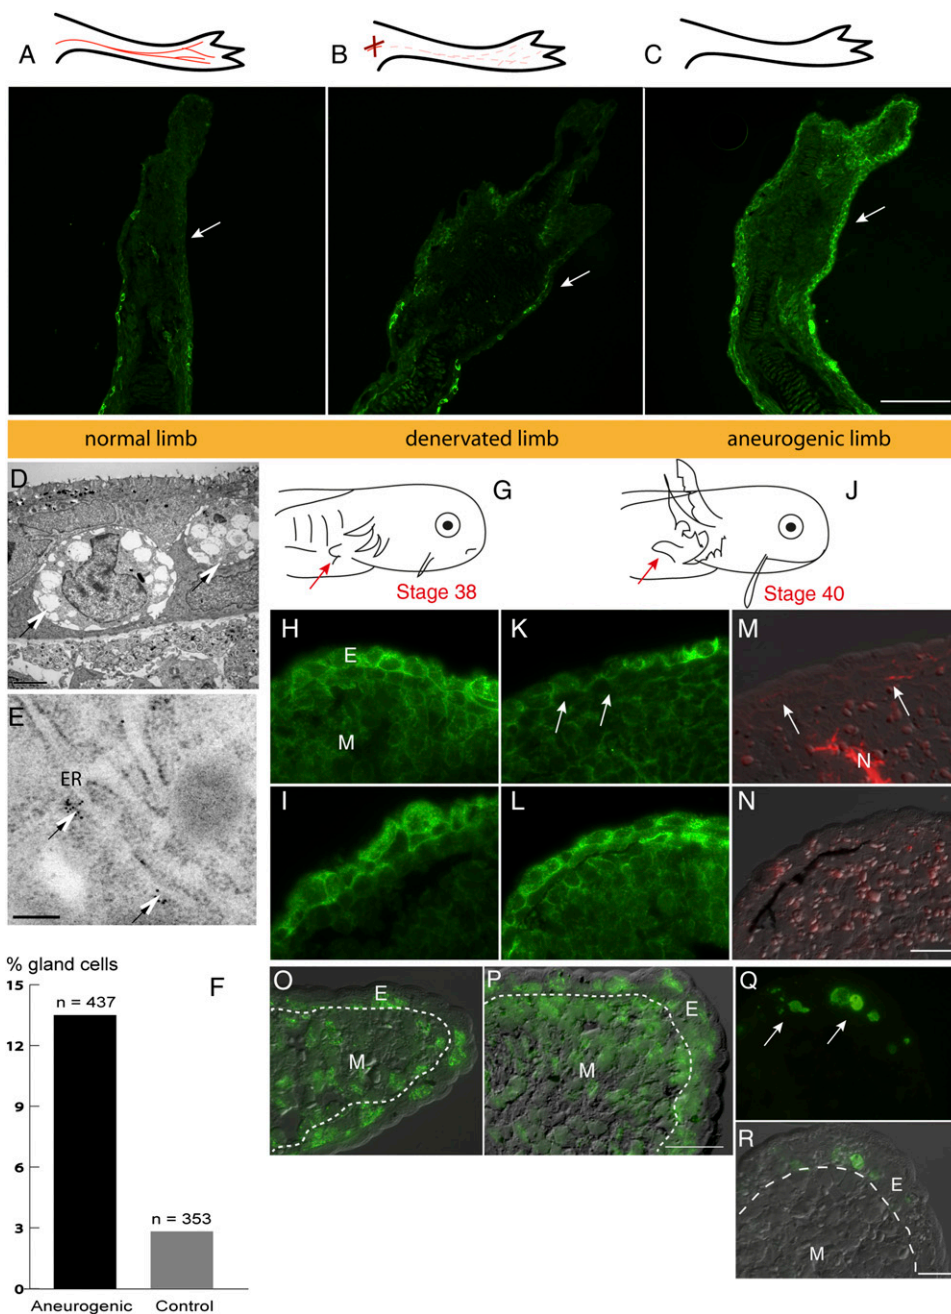 A
B
C
normal limb
denervated limb
aneurogenic limb
D
G
Stage 38
J
Stage 40
E
ER
H
E
M
K
M
N
I
L
N
% gland cells
F
15
12
9
6
3
0
n = 437
n = 353
Aneurogenic
Control
O
E
M
P
E
M
Q
R
E
M